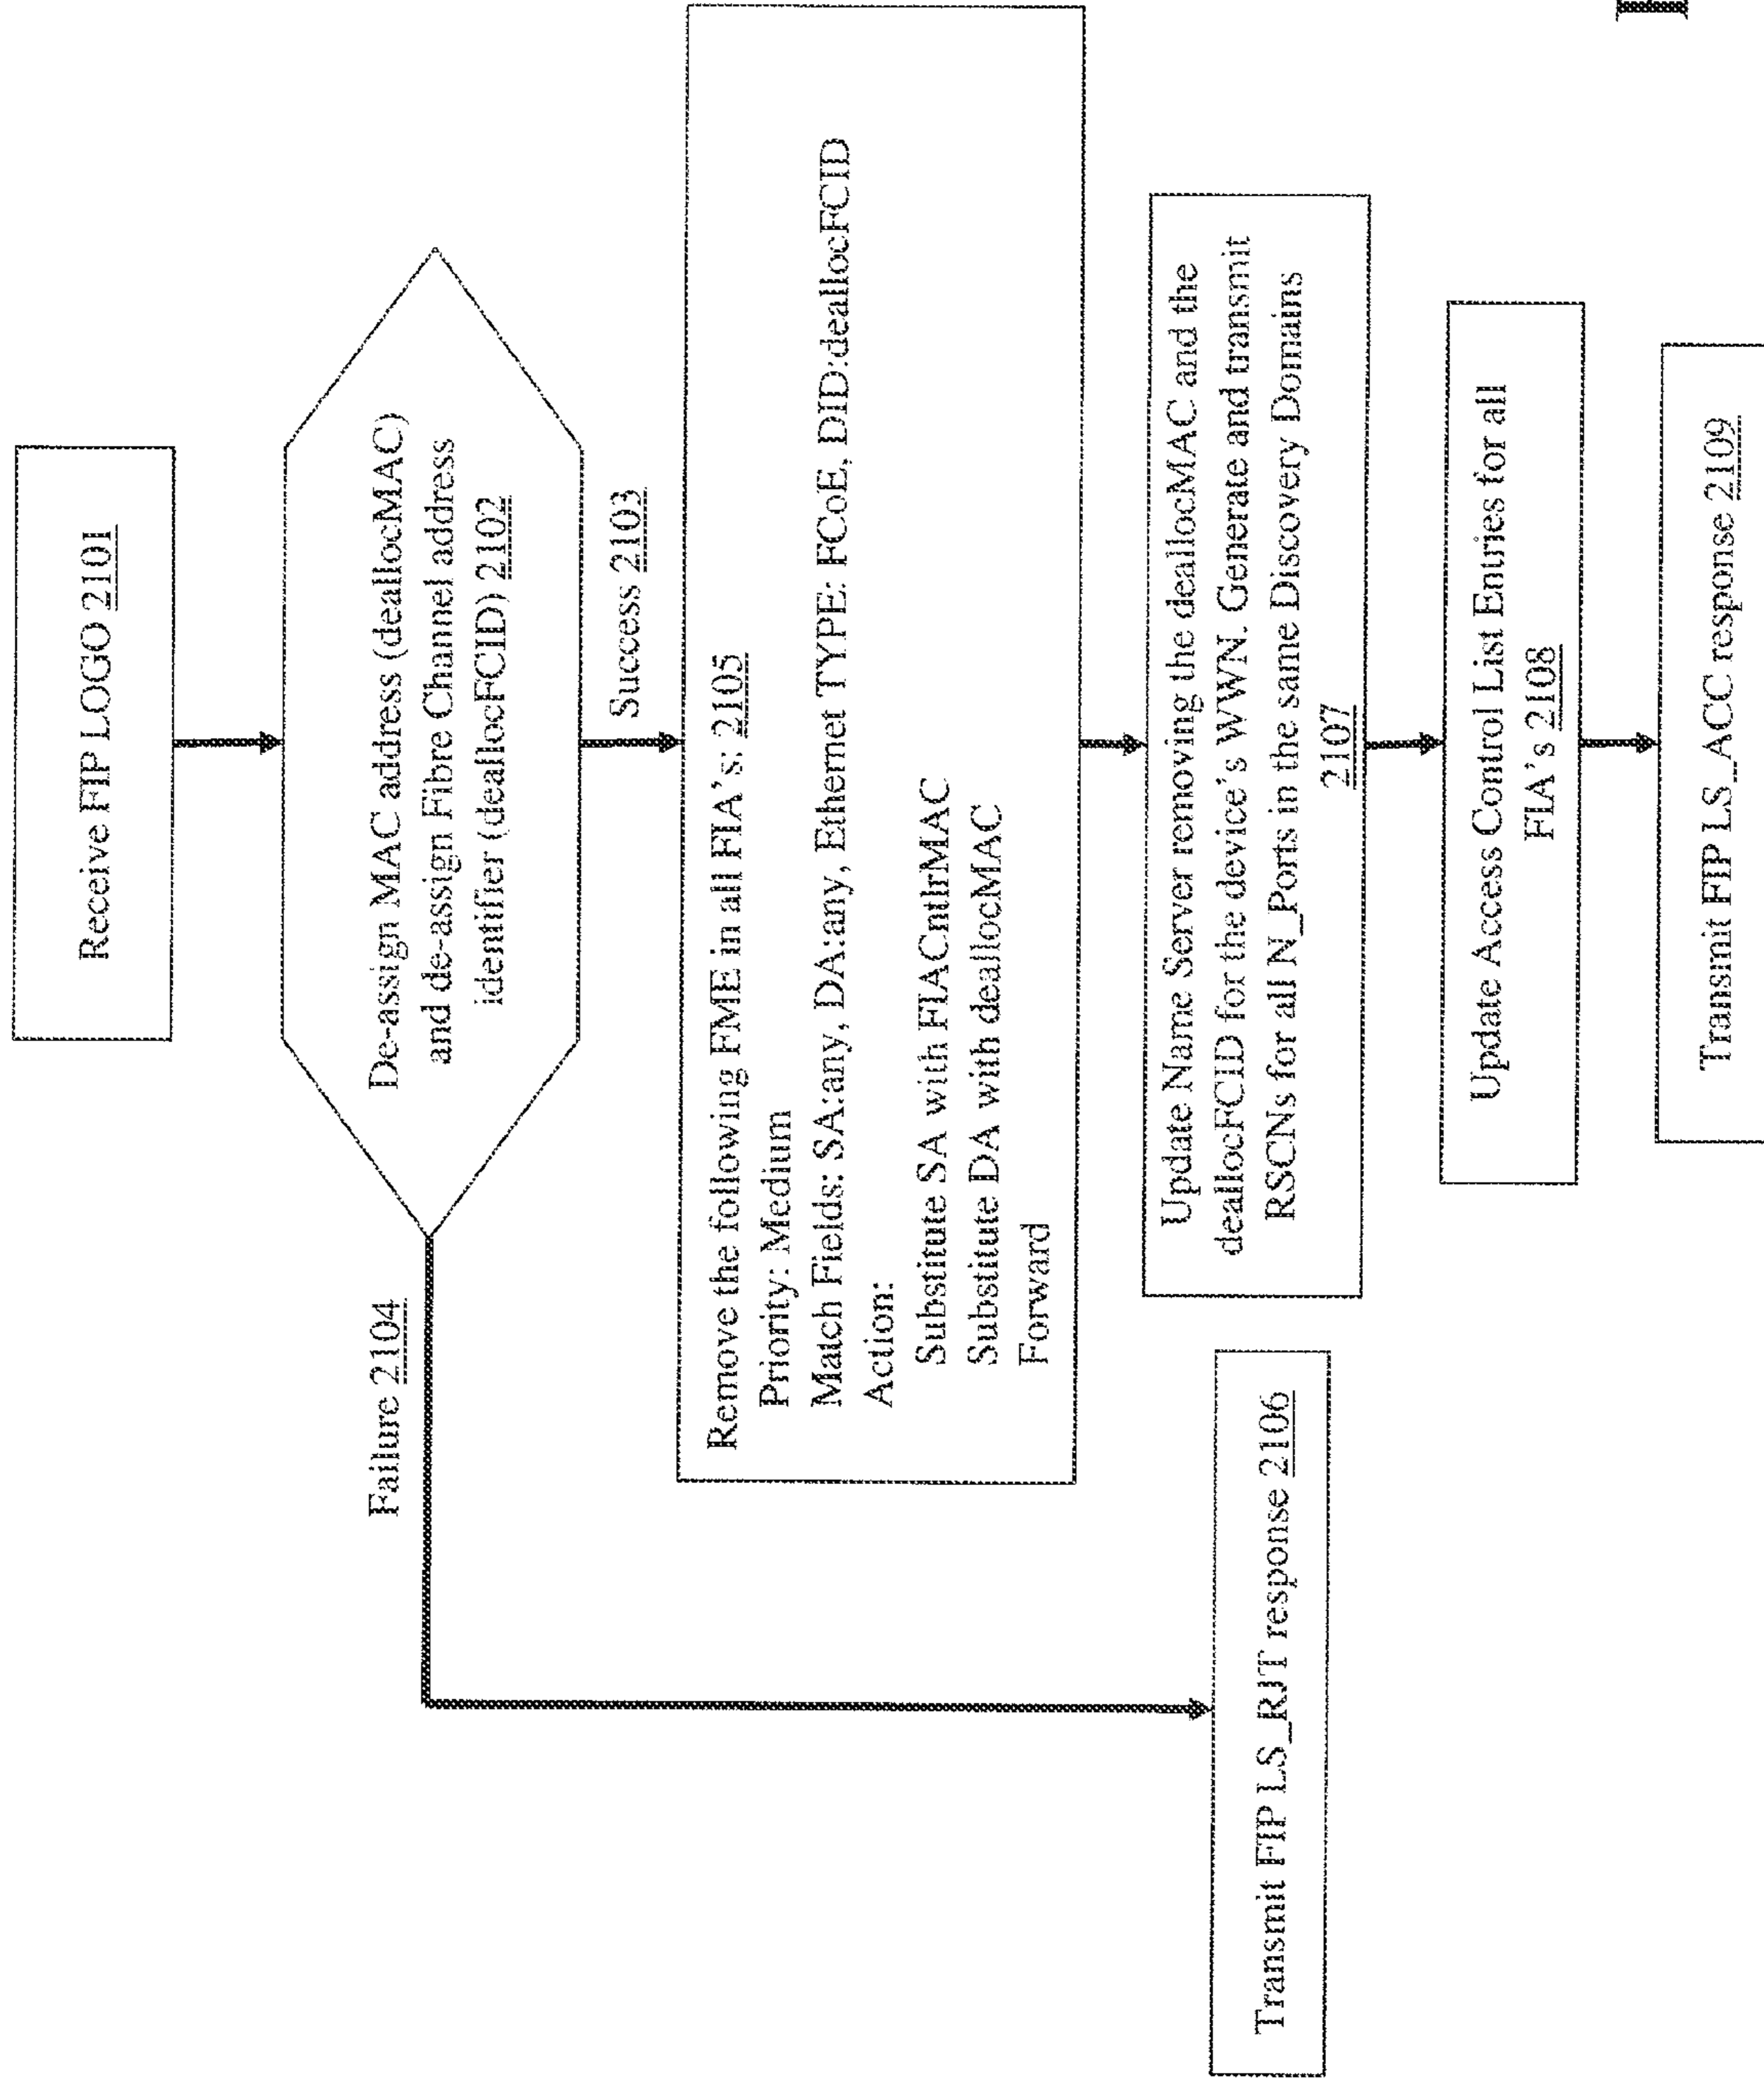 Receive FIP LOGO 2101
De-assign MAC address (deallocMAC)
and de-assign Fibre Channel address
identifier (deallocFCID) 2102
Success 2103
Failure 2104
Remove the following FME in all FIA's: 2105
Priority: Medium
Match Fields: SA:any, DA:any, Ethernet TYPE: FCoE, DID:deallocFCID
Action:
Substitute SA with FIACntlrMAC
Substitute DA with deallocMAC
Forward
Transmit FIP LS_RJT response 2106
Update Name Server removing the deallocMAC and the
deallocFCID for the device's WWN. Generate and transmit
RSCNs for all N_Ports in the same Discovery Domains
2107
Update Access Control List Entries for all
FIA's 2108
Transmit FIP LS_ACC response 2109